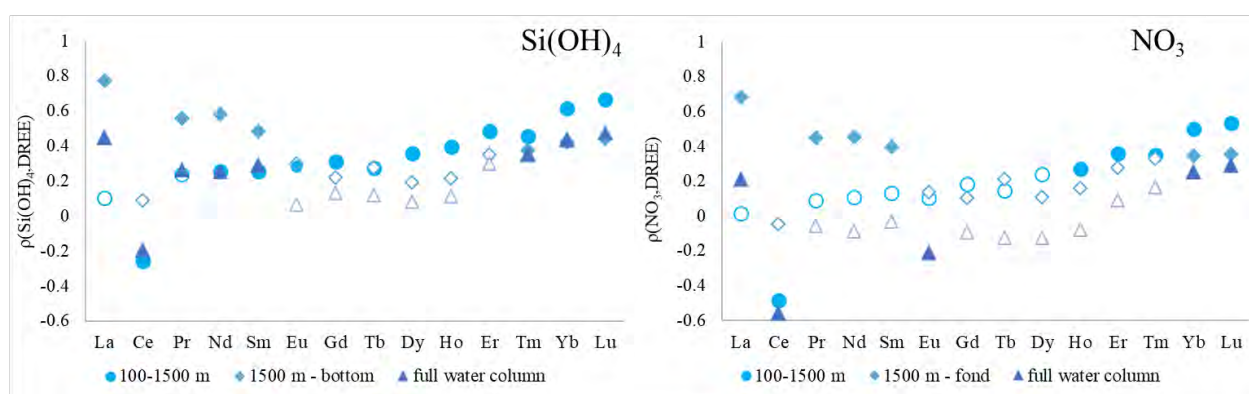 Si(OH)4
1
0.8
0.6
0.4
0.2
0
-0.2
-0.4
-0.6
ρ(Si(OH)4,DREE)
La Ce Pr Nd Sm Eu Gd Tb Dy Ho Er Tm Yb Lu
100-1500 m 1500 m - bottom full water column
NO3
1
0.8
0.6
0.4
0.2
0
-0.2
-0.4
-0.6
ρ(NO3,DREE)
La Ce Pr Nd Sm Eu Gd Tb Dy Ho Er Tm Yb Lu
100-1500 m 1500 m - fond full water column